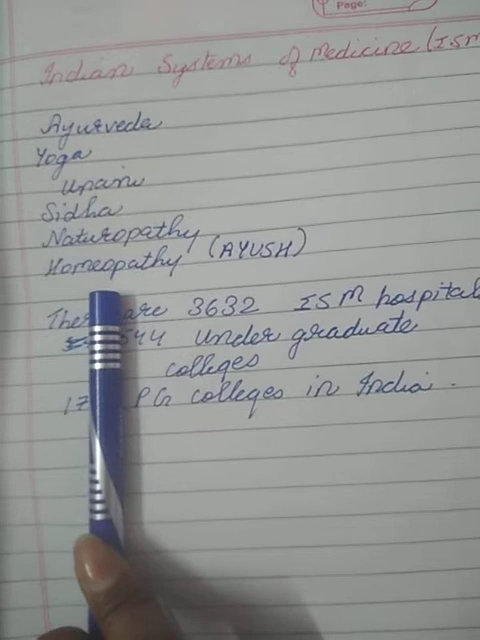 Page:
Indian Systems of Medicine (ISM
Ayurveda
Yoga
Unani
Sidha
Naturopathy
Homeopathy (AYUSH)
are 3632 ISM hospital
544 Under graduate
colleges
PG colleges in India.